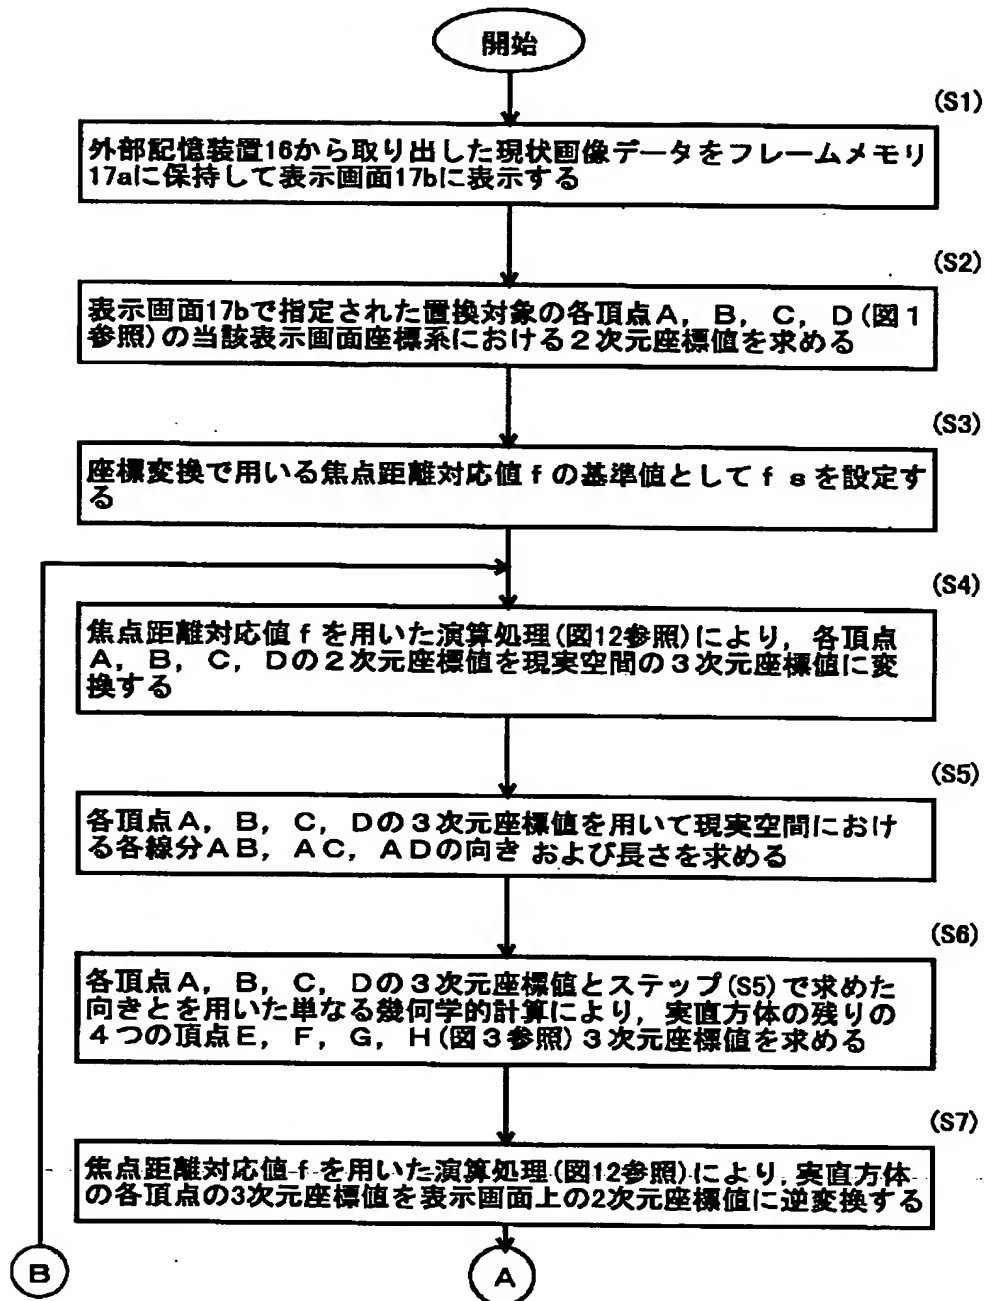 開始
(S1)
外部記憶装置16から取り出した現状画像データをフレームメモリ
17aに保持して表示画面17bに表示する
(S2)
表示画面17bで指定された置換対象の各頂点A，B，C，D(図1
参照)の当該表示画面座標系における2次元座標値を求める
(S3)
座標変換で用いる焦点距離対応値fの基準値としてfsを設定す
る
(S4)
焦点距離対応値fを用いた演算処理(図12参照)により，各頂点
A，B，C，Dの2次元座標値を現実空間の3次元座標値に変
換する
(S5)
各頂点A，B，C，Dの3次元座標値を用いて現実空間におけ
る各線分AB，AC，ADの向きおよび長さを求める
(S6)
各頂点A，B，C，Dの3次元座標値とステップ(S5)で求めた
向きとを用いた単なる幾何学的計算により，実直方体の残りの
4つの頂点E，F，G，H(図3参照)3次元座標値を求める
(S7)
焦点距離対応値fを用いた演算処理(図12参照)により，実直方体
の各頂点の3次元座標値を表示画面上の2次元座標値に逆変換する
B
A